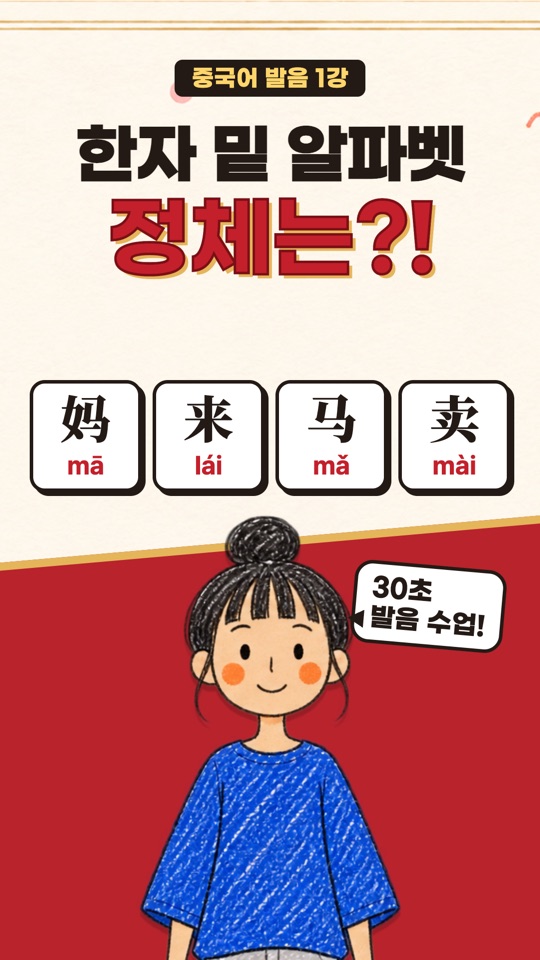 중국어 발음 1강
한자 밑 알파벳
정체는?!
妈 来 马 卖
mā lái mǎ mài
30초
발음 수업!